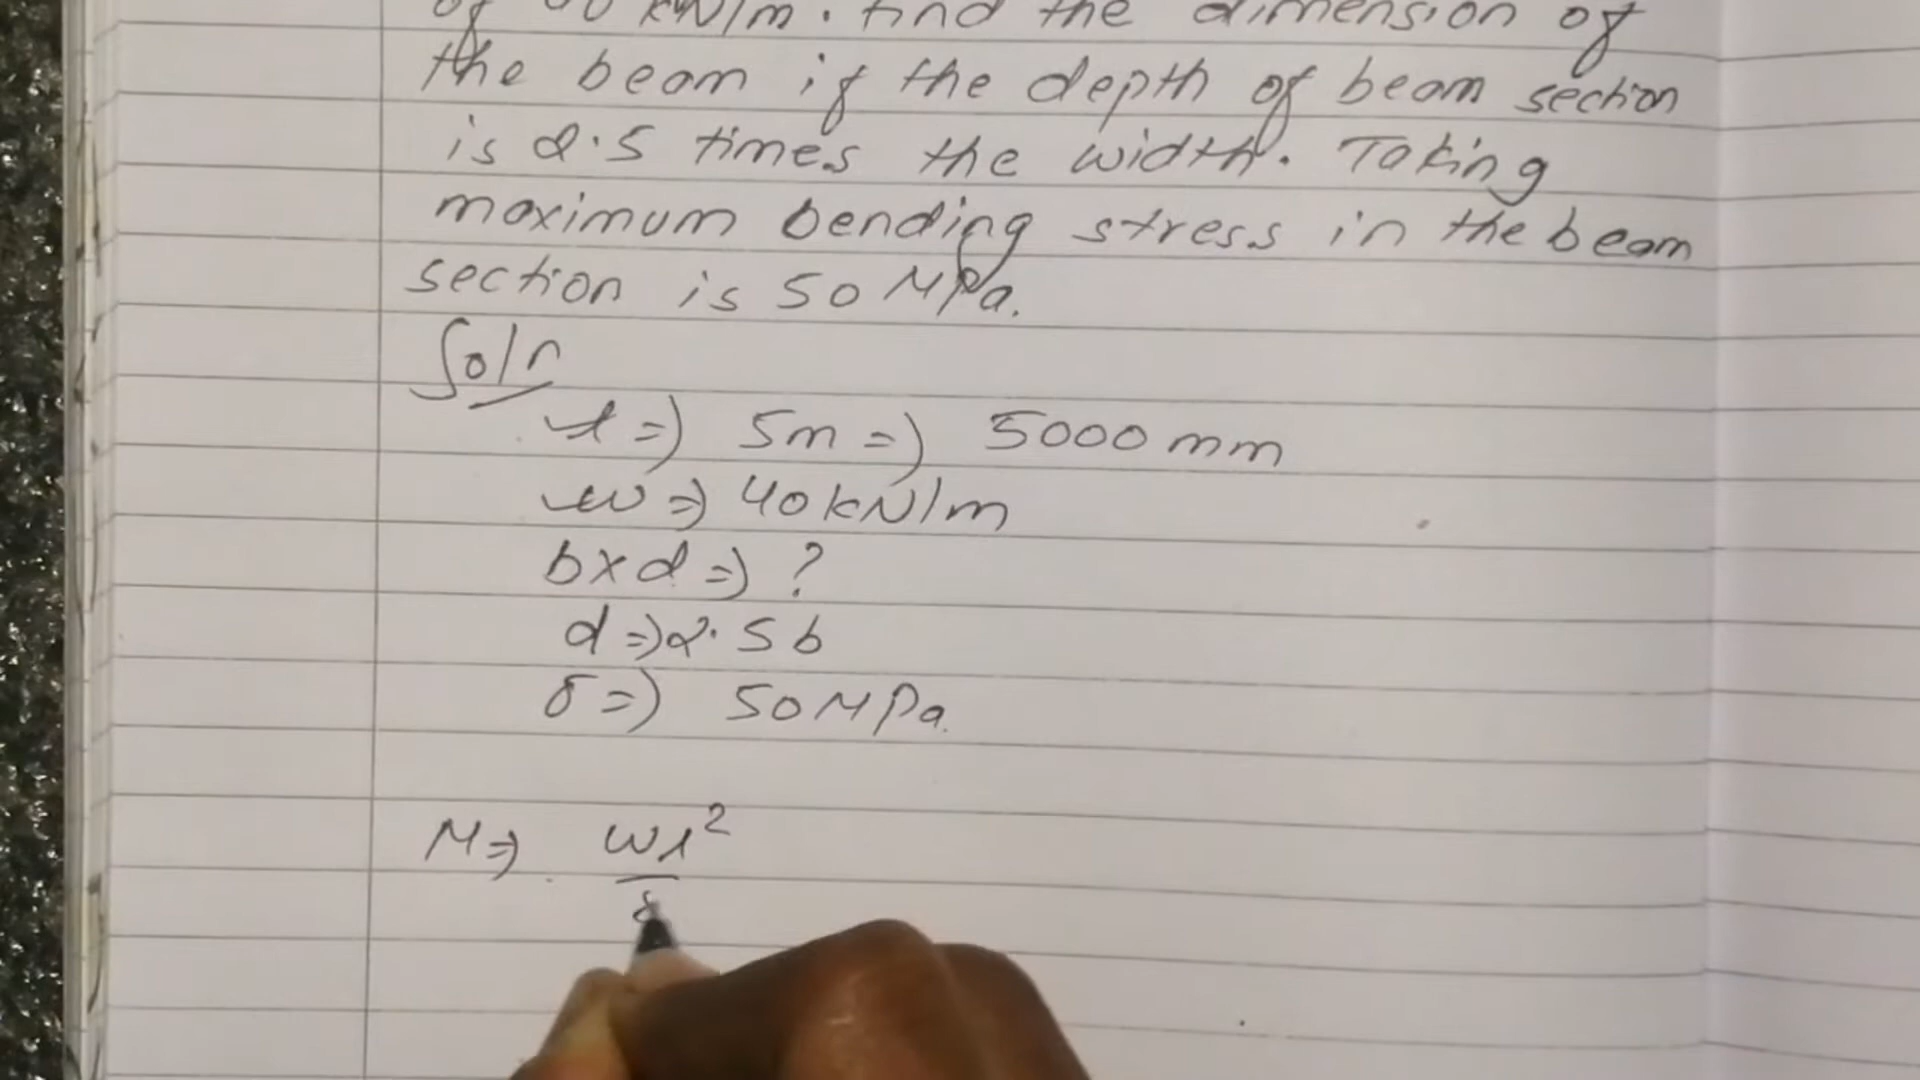 of 40 kN/m. Find the dimension of
the beam if the depth of beam section
is 2.5 times the width. Taking
maximum bending stress in the beam
section is 50 MPa.
Soln
l => 5m => 5000 mm
w => 40 kN/m
b x d => ?
d => 2.5 b
σ => 50 MPa.
M => wl²
8